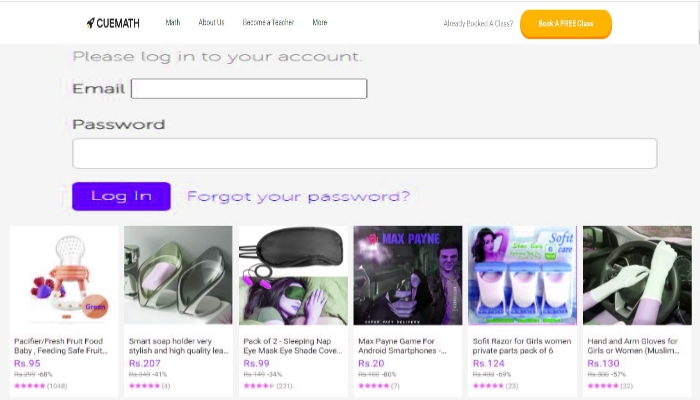 CUEMATH
Math
About Us
Become a Teacher
More
Already Booked A Class?
Book A FREE Class
Please log in to your account.
Email
Password
Log In
Forgot your password?
Green
MAX PAYNE
Sofit
care
Pacifier/Fresh Fruit Food
Baby , Feeding Safe Fruit...
Rs.95
Rs.299 -68%
(1048)
Smart soap holder very
stylish and high quality lea...
Rs.207
Rs.349 -41%
(4)
Pack of 2 - Sleeping Nap
Eye Mask Eye Shade Cove...
Rs.99
Rs.149 -34%
(231)
Max Payne Game For
Android Smartphones -...
Rs.20
Rs.100 -80%
(7)
Sofit Razor for Girls women
private parts pack of 6
Rs.124
Rs.400 -69%
(23)
Hand and Arm Gloves for
Girls or Women (Muslim...
Rs.130
Rs.300 -57%
(32)